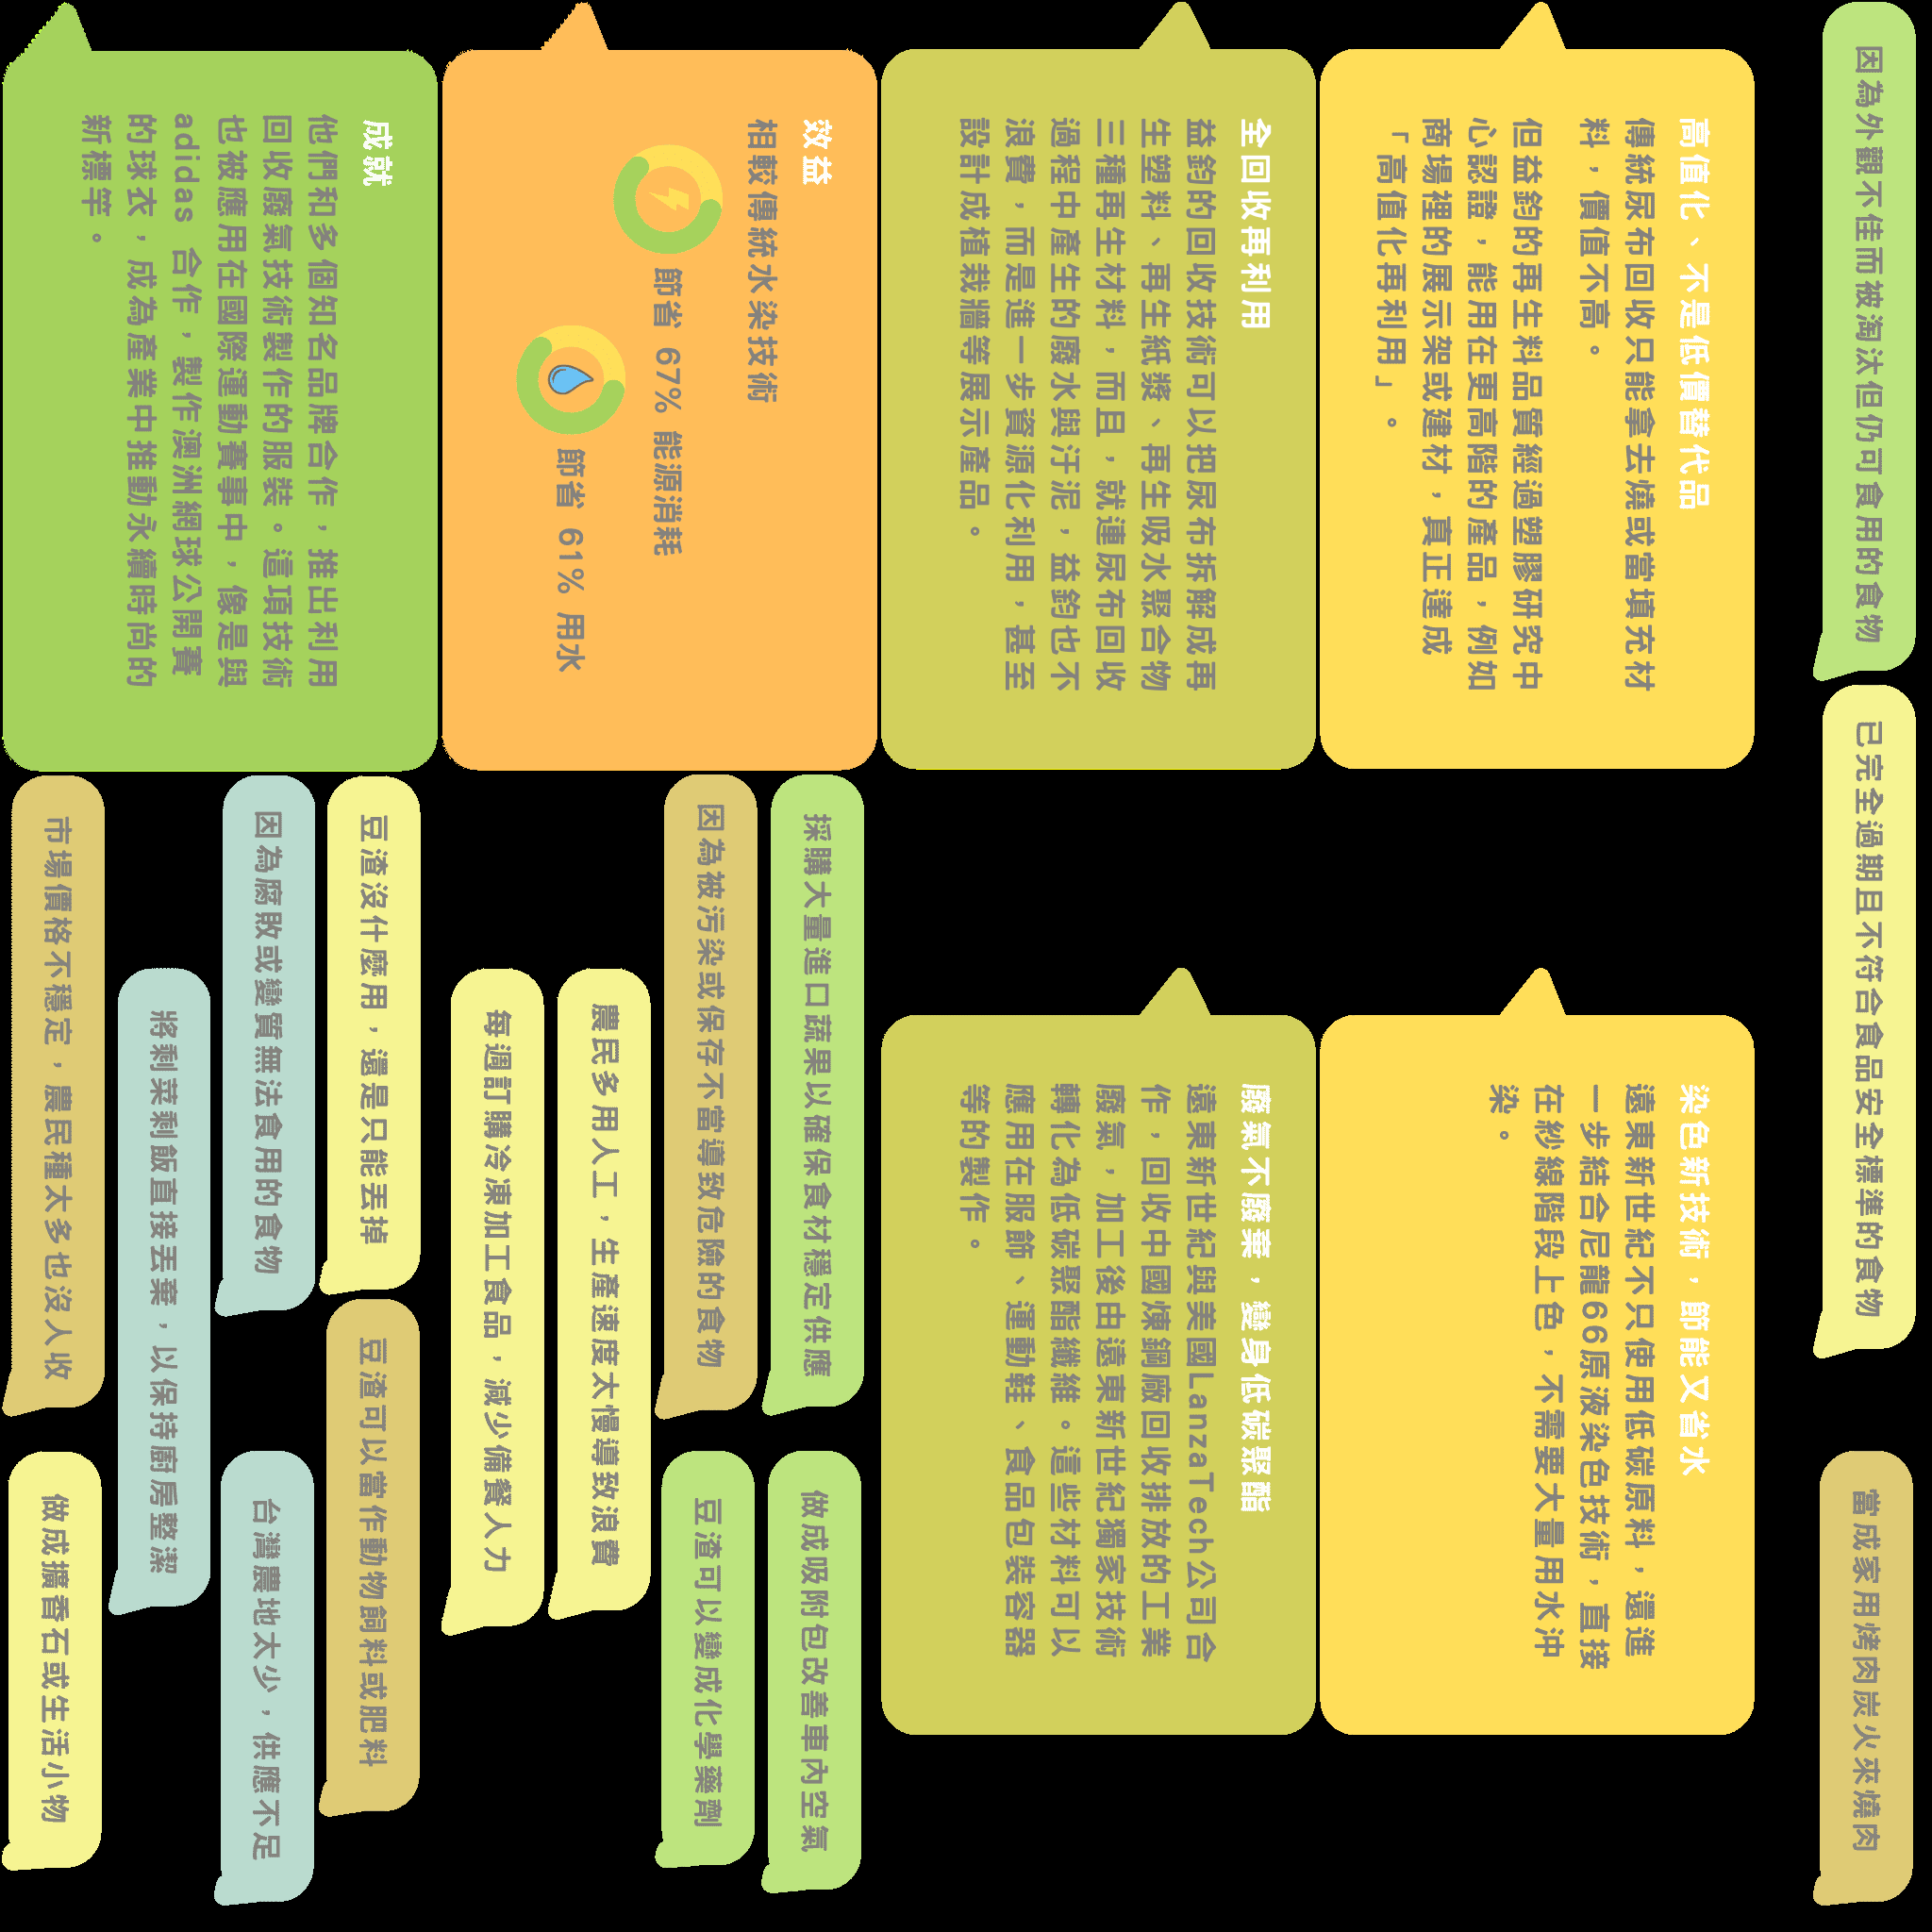 因為外觀不佳而被淘汰但仍可食用的食物
已完全過期且不符合食品安全標準的食物
當成家用烤肉炭火來燒肉
高值化、不是低價替代品
傳統尿布回收只能拿去燒或當填充材
料，價值不高。
但益鈞的再生料品質經過塑膠研究中
心認證，能用在更高階的產品，例如
商場裡的展示架或建材，真正達成
「高值化再利用」。
染色新技術，節能又省水
遠東新世紀不只使用低碳原料，還進
一步結合尼龍66原液染色技術，直接
在紗線階段上色，不需要大量用水沖
染。
全回收再利用
益鈞的回收技術可以把尿布拆解成再
生塑料、再生紙漿、再生吸水聚合物
三種再生材料，而且，就連尿布回收
過程中產生的廢水與汙泥，益鈞也不
浪費，而是進一步資源化利用，甚至
設計成植栽牆等展示產品。
廢氣不廢棄，變身低碳聚酯
遠東新世紀與美國LanzaTech公司合
作，回收中國煉鋼廠回收排放的工業
廢氣，加工後由遠東新世紀獨家技術
轉化為低碳聚酯纖維。這些材料可以
應用在服飾、運動鞋、食品包裝容器
等的製作。
效益
相較傳統水染技術
節省 67% 能源消耗
節省 61% 用水
採購大量進口蔬果以確保食材穩定供應
做成吸附包改善車內空氣
因為被污染或保存不當導致危險的食物
豆渣可以變成化學藥劑
農民多用人工，生產速度太慢導致浪費
每週訂購冷凍加工食品，減少備餐人力
成就
他們和多個知名品牌合作，推出利用
回收廢氣技術製作的服裝。這項技術
也被應用在國際運動賽事中，像是與
adidas 合作，製作澳洲網球公開賽
的球衣，成為產業中推動永續時尚的
新標竿。
豆渣沒什麼用，還是只能丟掉
豆渣可以當作動物飼料或肥料
因為腐敗或變質無法食用的食物
台灣農地太少，供應不足
將剩菜剩飯直接丟棄，以保持廚房整潔
市場價格不穩定，農民種太多也沒人收
做成擴香石或生活小物